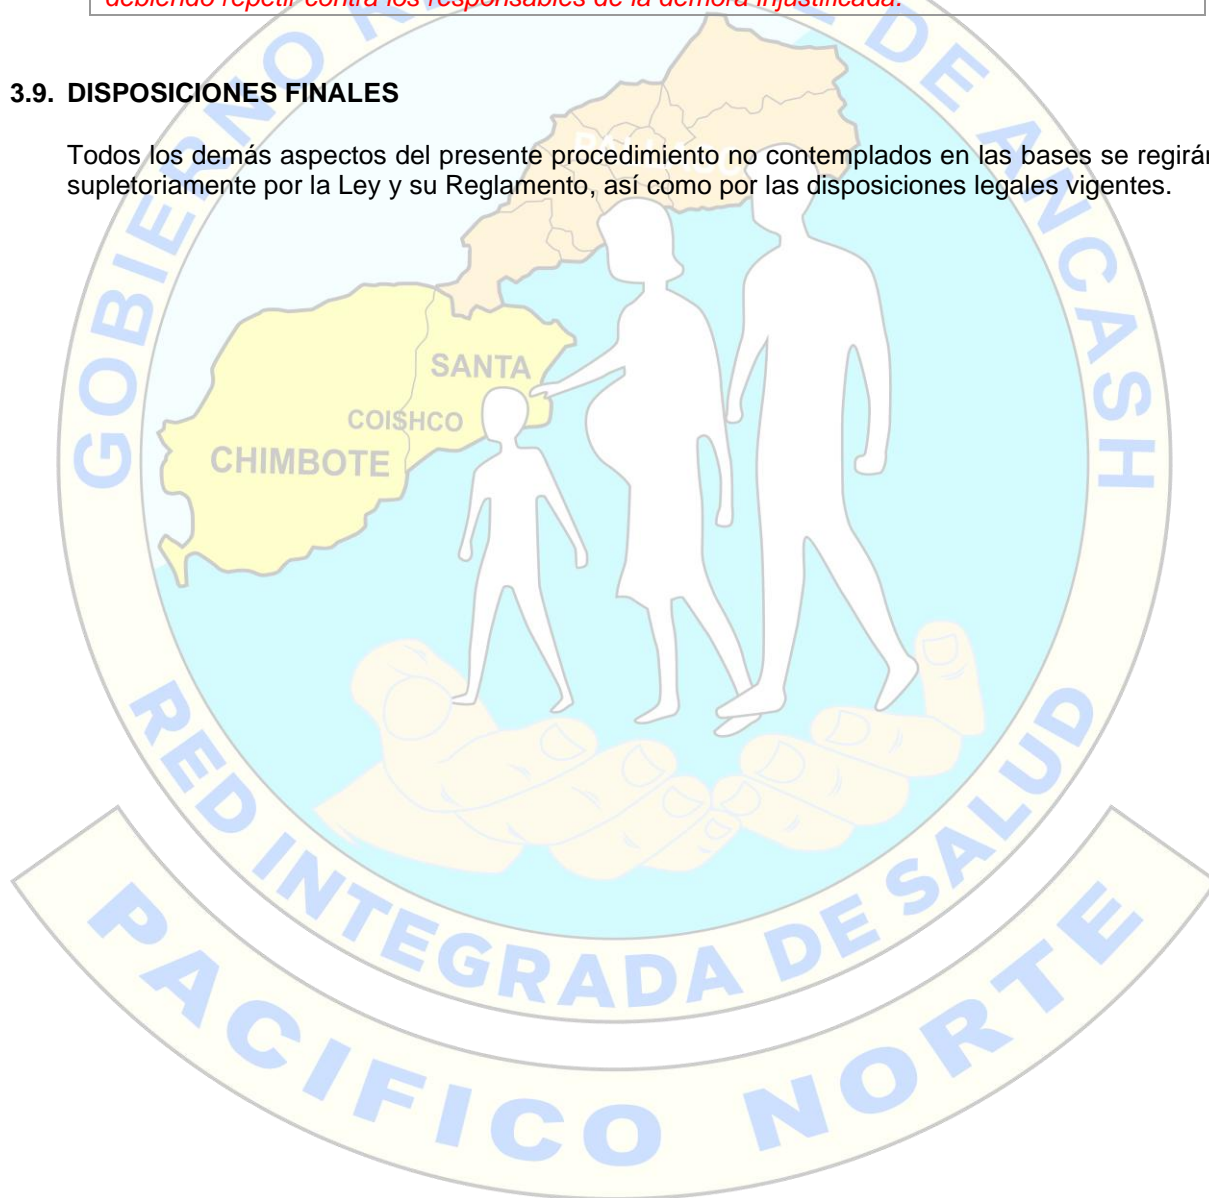 debiendo repetir contra los responsables de la demora injustificada.
3.9. DISPOSICIONES FINALES
Todos los demás aspectos del presente procedimiento no contemplados en las bases se regirán
supletoriamente por la Ley y su Reglamento, así como por las disposiciones legales vigentes.
GOBIERNO
DE ANCASH
SANTA
COISHCO
CHIMBOTE
RED INTEGRADA DE SALUD
PACIFICO NORTE